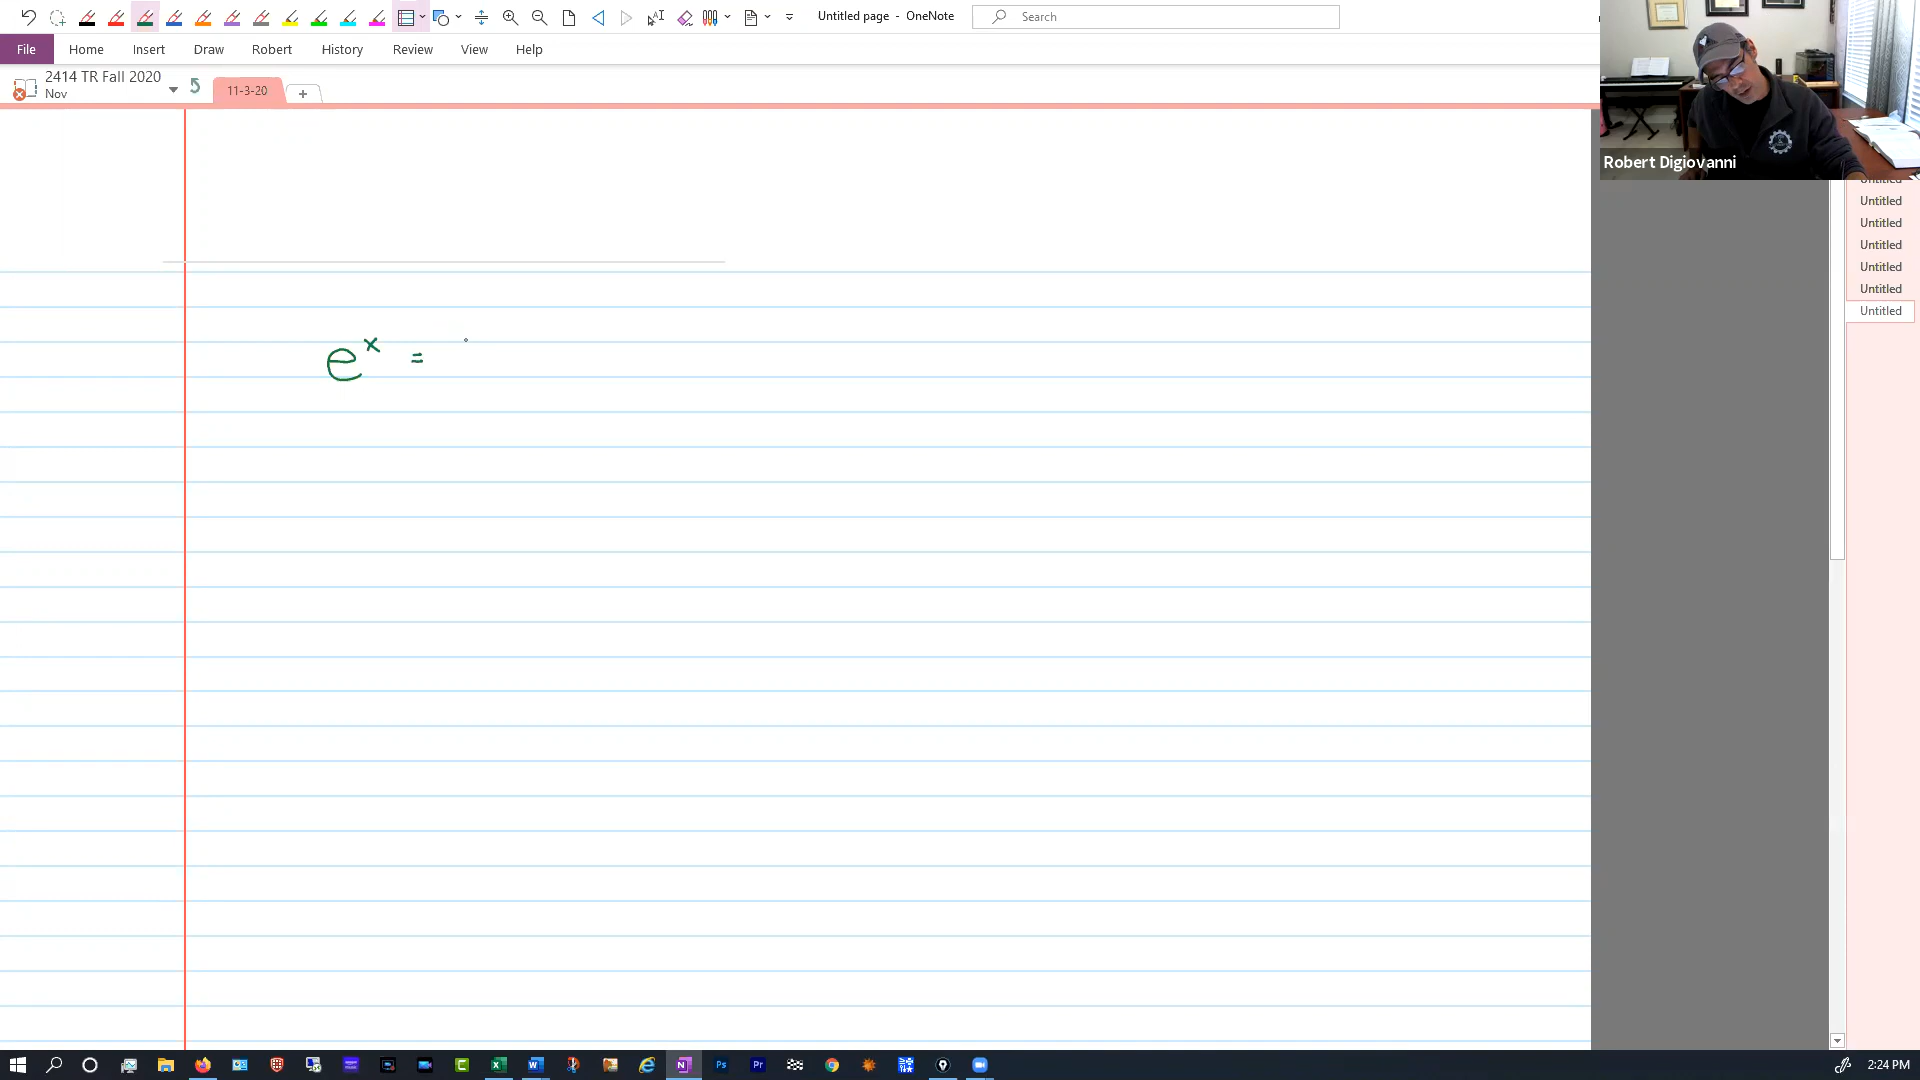 Untitled page - OneNote
Search
File Home Insert Draw Robert History Review View Help
2414 TR Fall 2020
Nov
11-3-20
Robert Digiovanni
Untitled
Untitled
Untitled
Untitled
Untitled
Untitled
Untitled
e^x =
2:24 PM